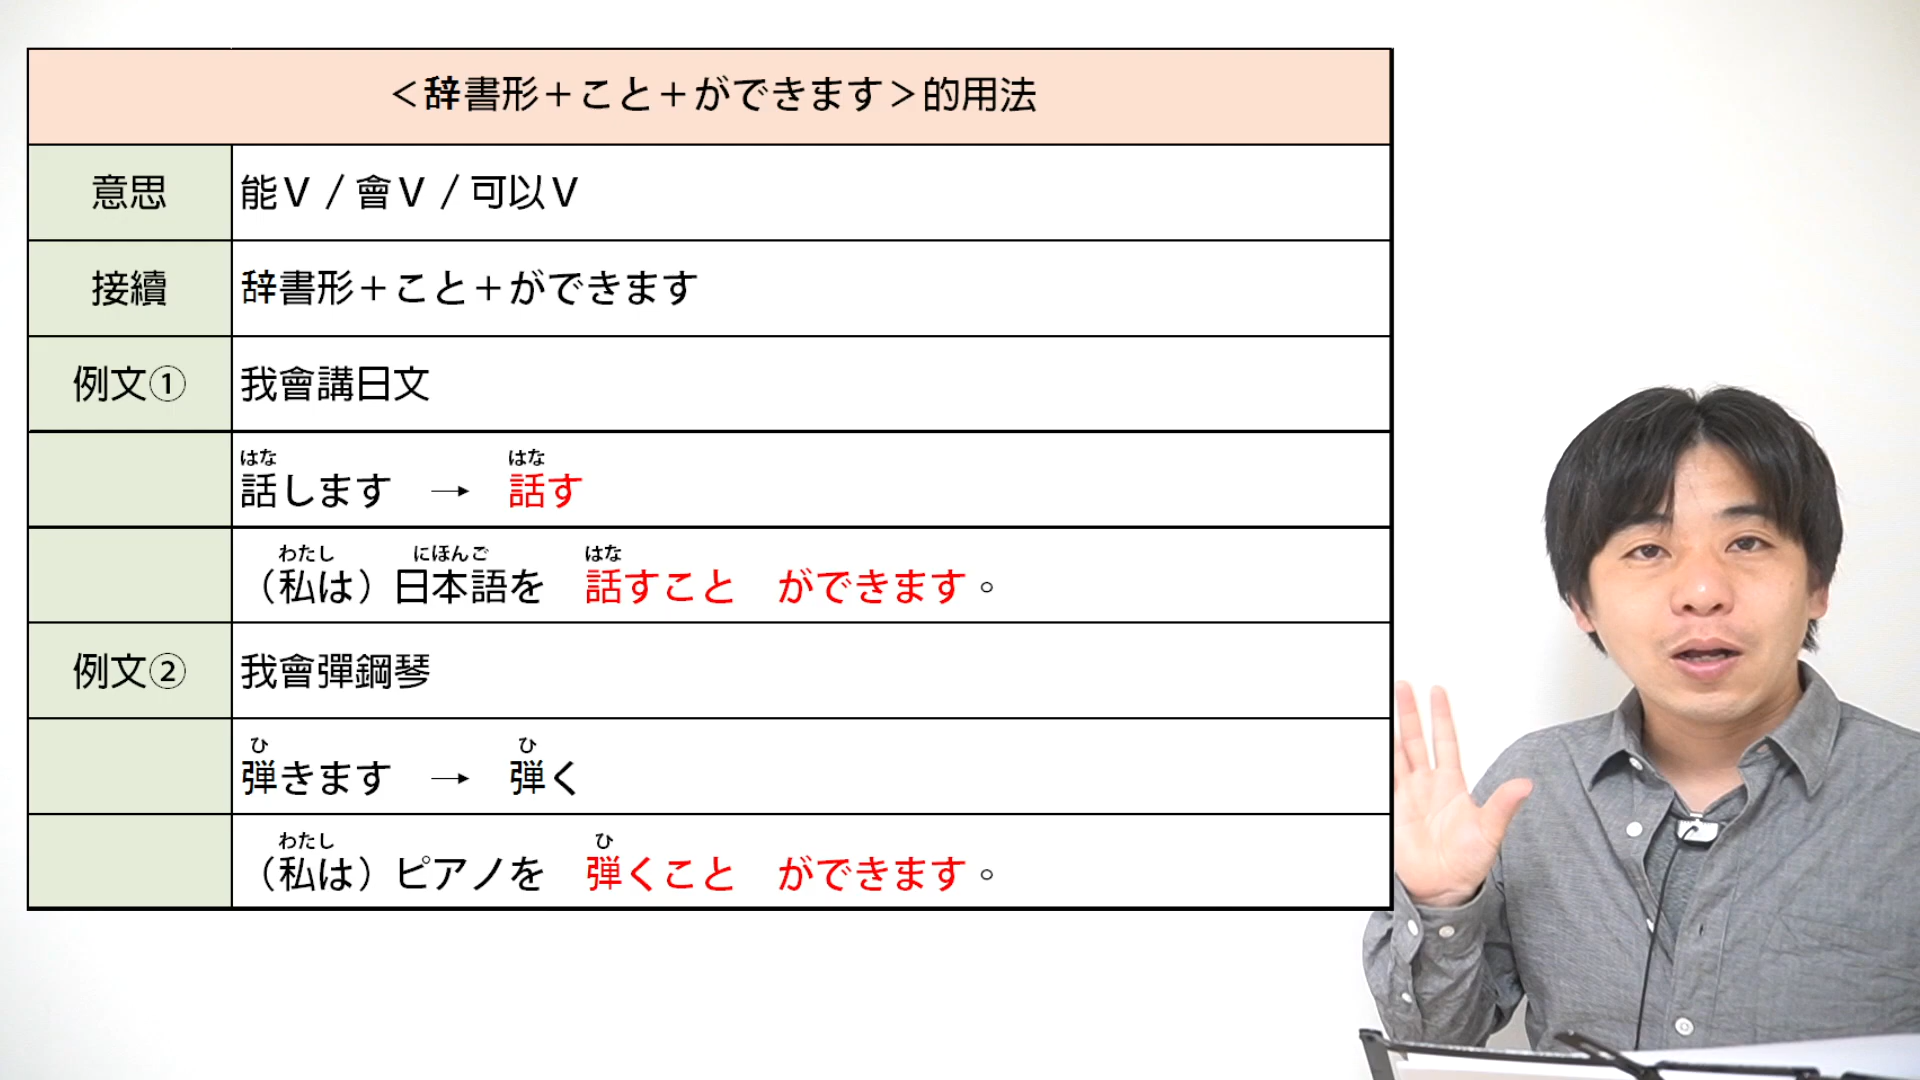 ＜辞書形＋こと＋ができます＞的用法
意思 能Ｖ／會Ｖ／可以Ｖ
接續 辞書形＋こと＋ができます
例文① 我會講日文
はな はな
話します → 話す
わたし にほんご はな
（私は）日本語を 話すこと ができます。
例文② 我會彈鋼琴
ひ ひ
弾きます → 弾く
わたし ひ
（私は）ピアノを 弾くこと ができます。